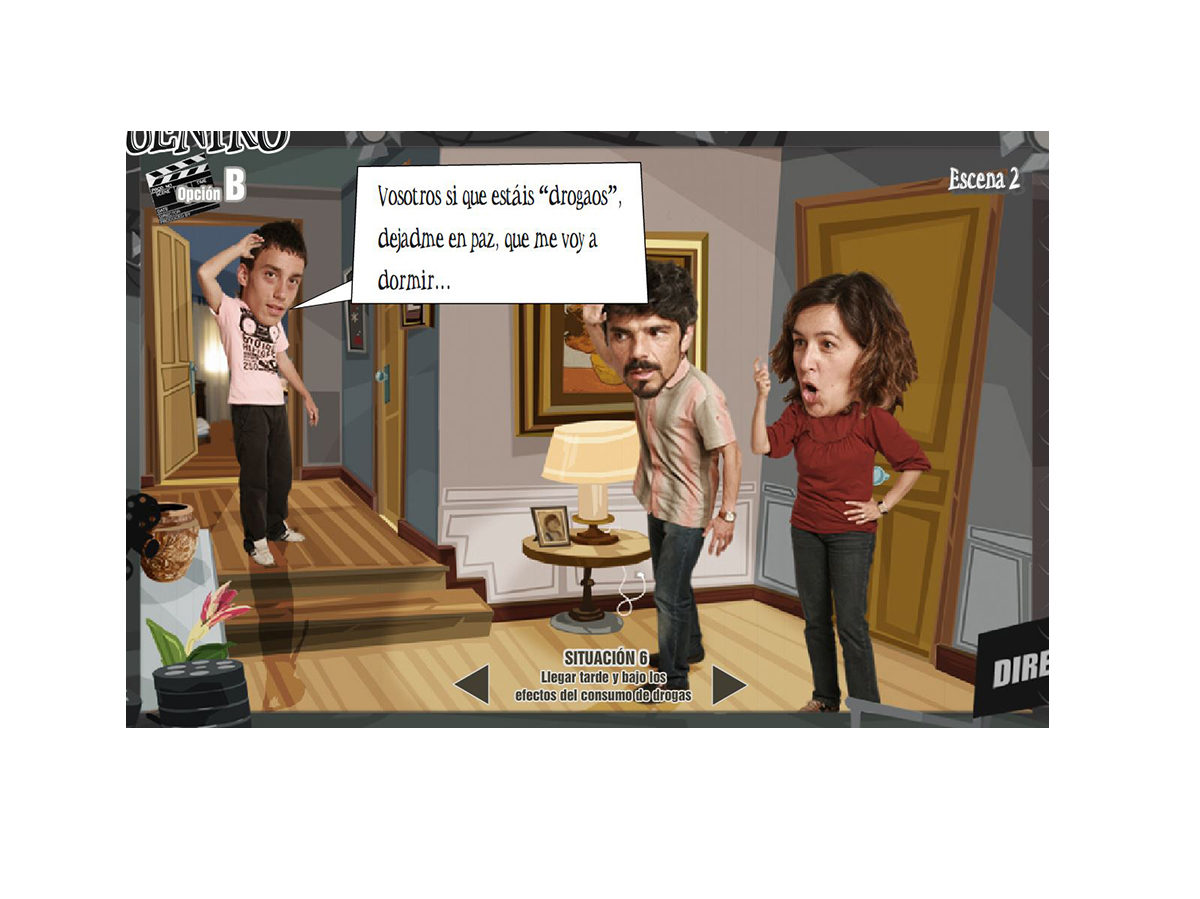 Opción B
Escena 2
Vosotros si que estáis “drogaos”,
dejadme en paz, que me voy a
dormir...
SITUACIÓN 6
Llegar tarde y bajo los
efectos del consumo de drogas
DIRE